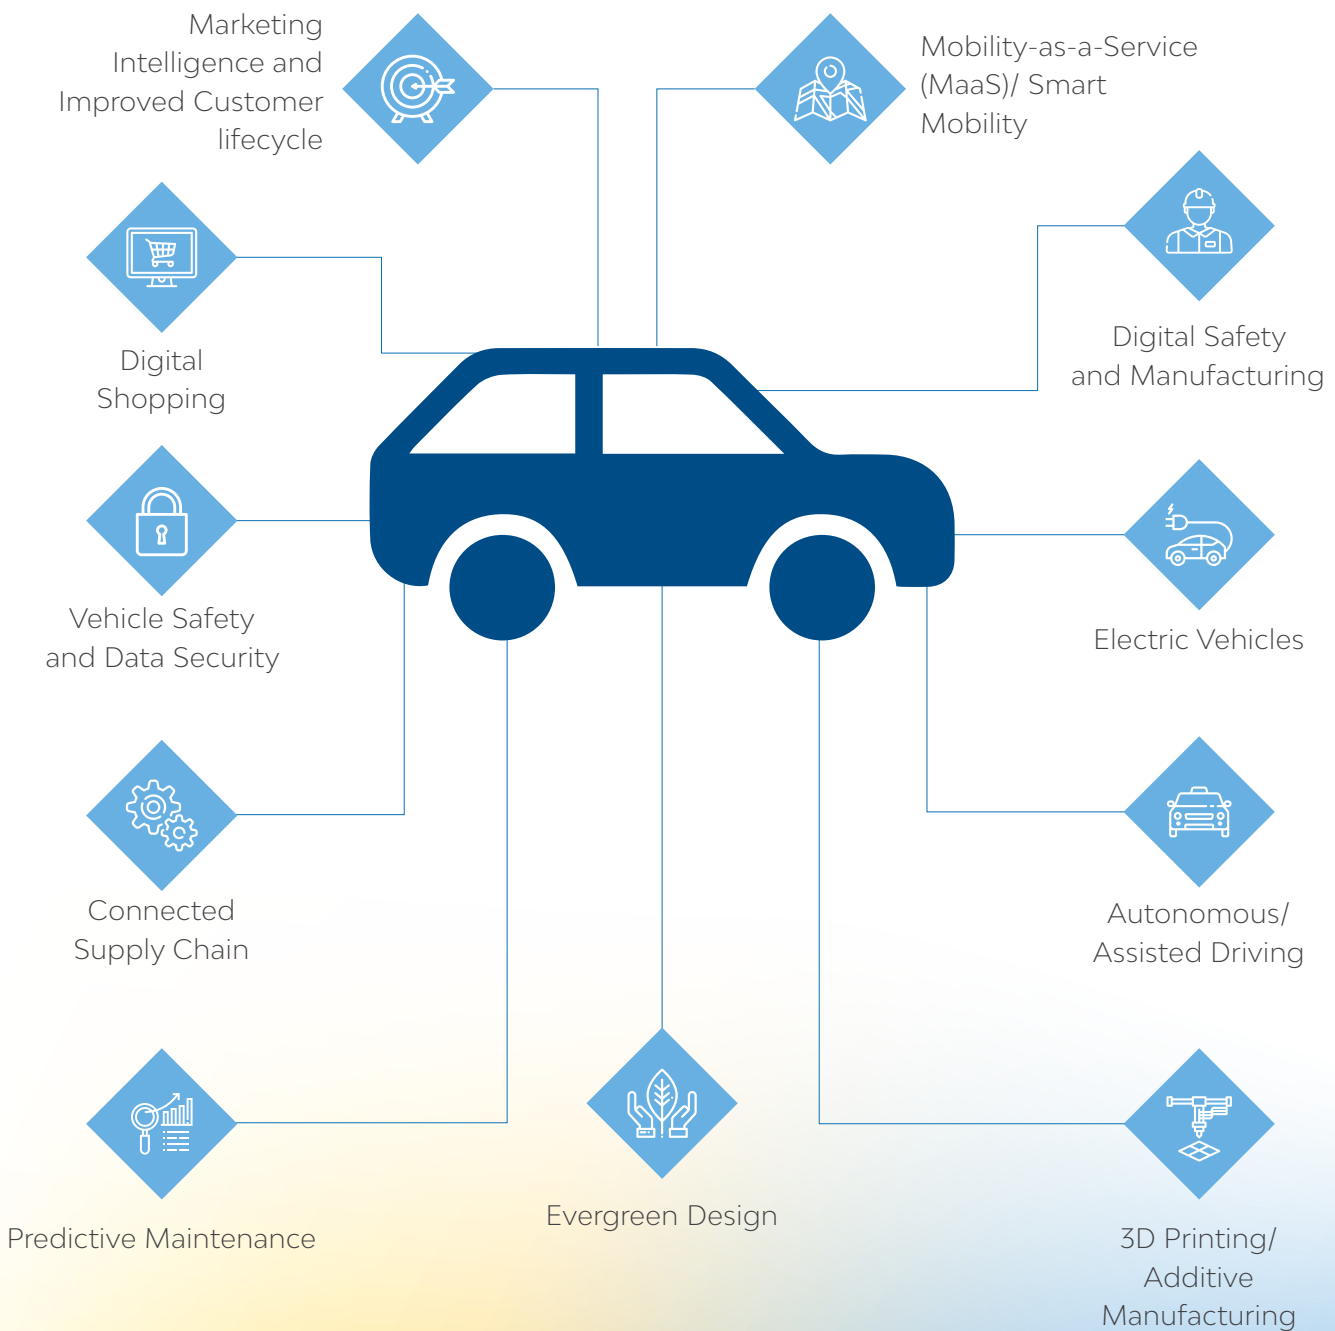 Marketing
Intelligence and
Improved Customer
lifecycle
Mobility-as-a-Service
(MaaS)/ Smart
Mobility
Digital
Shopping
Digital Safety
and Manufacturing
Vehicle Safety
and Data Security
Electric Vehicles
Connected
Supply Chain
Autonomous/
Assisted Driving
Predictive Maintenance
Evergreen Design
3D Printing/
Additive
Manufacturing